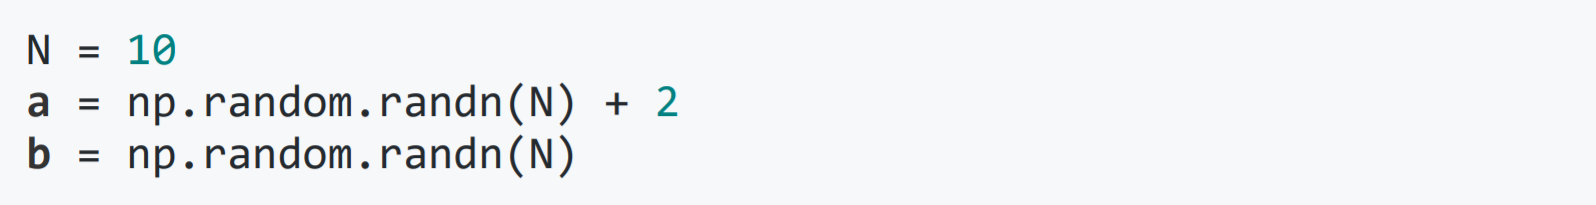 N = 10
a = np.random.randn(N) + 2
b = np.random.randn(N)